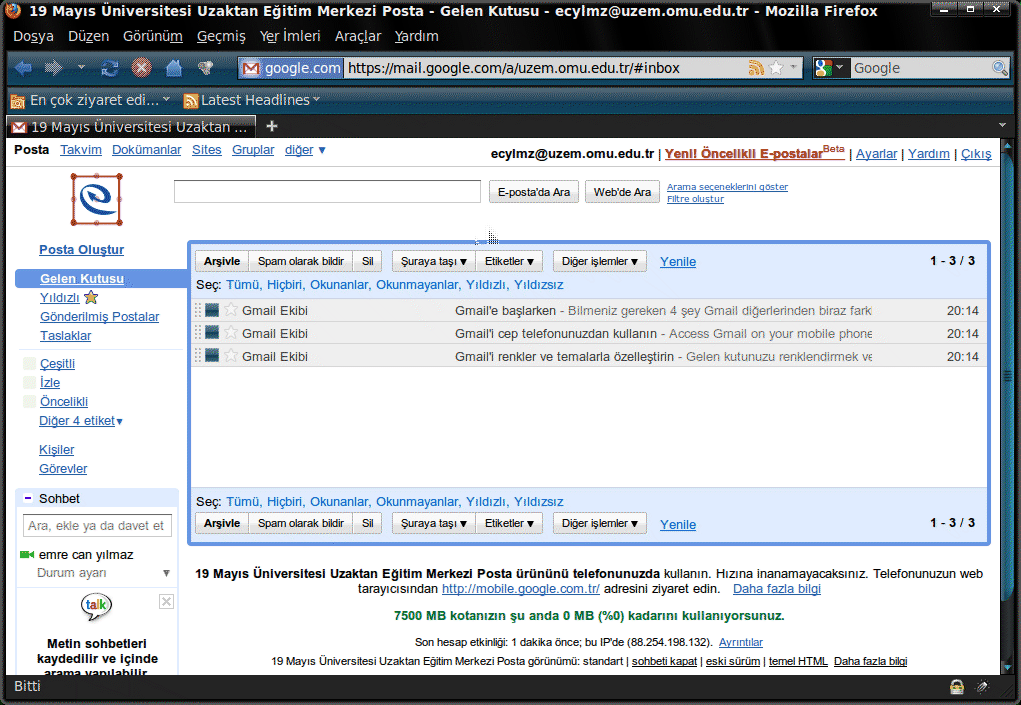 19 Mayıs Üniversitesi Uzaktan Eğitim Merkezi Posta - Gelen Kutusu - ecylmz@uzem.omu.edu.tr - Mozilla Firefox
Dosya Düzen Görünüm Geçmiş Yer İmleri Araçlar Yardım
google.com https://mail.google.com/a/uzem.omu.edu.tr/#inbox Google
En çok ziyaret edi... Latest Headlines
19 Mayıs Üniversitesi Uzaktan ...
Posta Takvim Dokümanlar Sites Gruplar diğer ▼
ecylmz@uzem.omu.edu.tr | Yeni! Öncelikli E-postalar Beta | Ayarlar | Yardım | Çıkış
E-posta'da Ara Web'de Ara Arama seçeneklerini göster
Filtre oluştur
Posta Oluştur
Gelen Kutusu
Yıldızlı
Gönderilmiş Postalar
Taslaklar
Çeşitli
İzle
Öncelikli
Diğer 4 etiket▼
Kişiler
Görevler
– Sohbet
Ara, ekle ya da davet et
emre can yılmaz
Durum ayarı ▼
talk
Metin sohbetleri
kaydedilir ve içinde
arama yapılabilir
Arşivle Spam olarak bildir Sil Şuraya taşı ▼ Etiketler ▼ Diğer işlemler ▼ Yenile 1 - 3 / 3
Seç: Tümü, Hiçbiri, Okunanlar, Okunmayanlar, Yıldızlı, Yıldızsız
Gmail Ekibi Gmail'e başlarken - Bilmeniz gereken 4 şey Gmail diğerlerinden biraz fark 20:14
Gmail Ekibi Gmail'i cep telefonunuzdan kullanın - Access Gmail on your mobile phone 20:14
Gmail Ekibi Gmail'i renkler ve temalarla özelleştirin - Gelen kutunuzu renklendirmek ve 20:14
Seç: Tümü, Hiçbiri, Okunanlar, Okunmayanlar, Yıldızlı, Yıldızsız
Arşivle Spam olarak bildir Sil Şuraya taşı ▼ Etiketler ▼ Diğer işlemler ▼ Yenile 1 - 3 / 3
19 Mayıs Üniversitesi Uzaktan Eğitim Merkezi Posta ürününü telefonunuzda kullanın. Hızına inanamayacaksınız. Telefonunuzun web
tarayıcısından http://mobile.google.com.tr/ adresini ziyaret edin. Daha fazla bilgi
7500 MB kotanızın şu anda 0 MB (%0) kadarını kullanıyorsunuz.
Son hesap etkinliği: 1 dakika önce; bu IP'de (88.254.198.132). Ayrıntılar
19 Mayıs Üniversitesi Uzaktan Eğitim Merkezi Posta görünümü: standart | sohbeti kapat | eski sürüm | temel HTML Daha fazla bilgi
Bitti